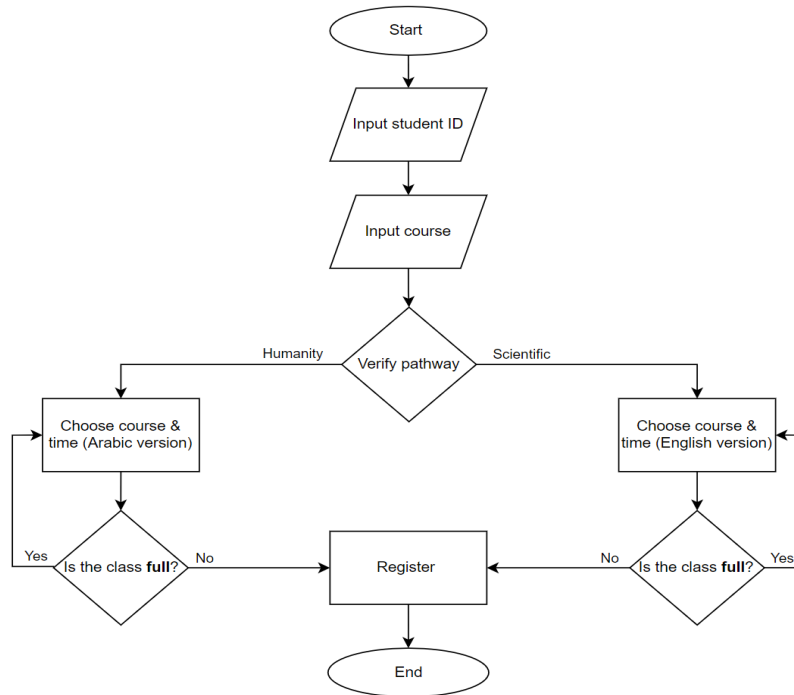 Start
Input student ID
Input course
Humanity
Verify pathway
Scientific
Choose course &
time (Arabic version)
Choose course &
time (English version)
Yes
Is the class full?
No
Register
No
Is the class full?
Yes
End